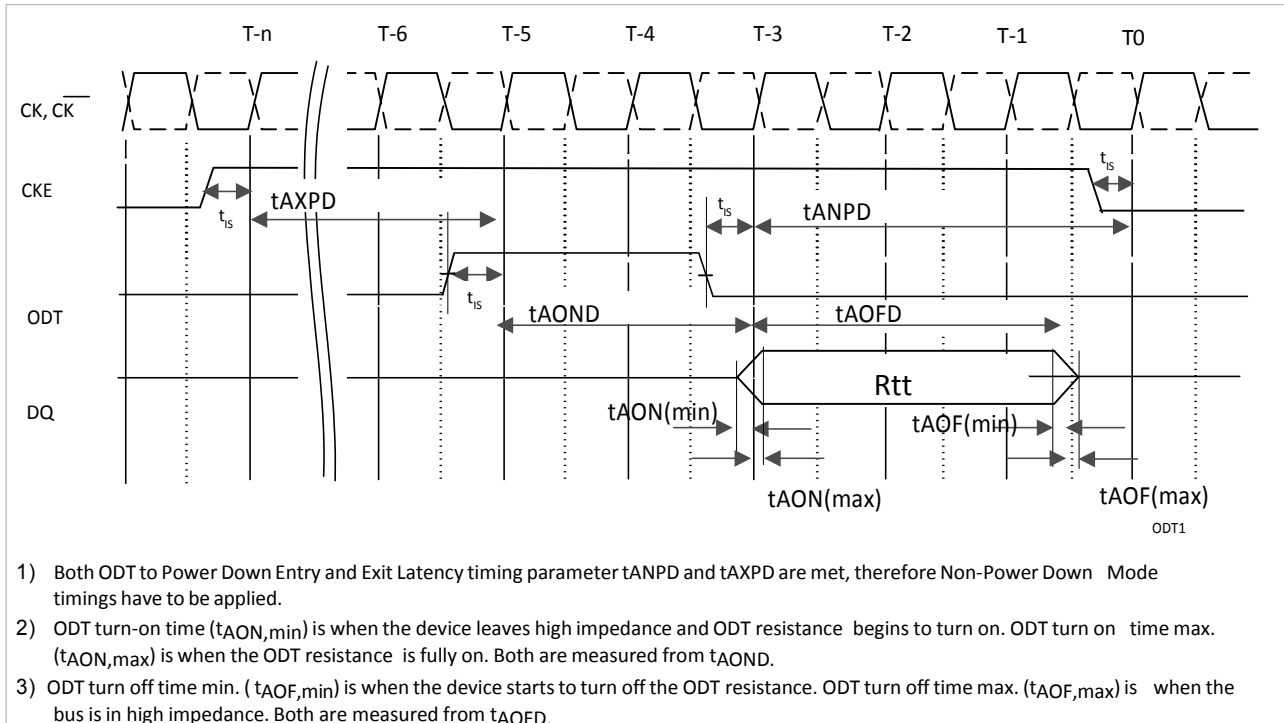 T-n T-6 T-5 T-4 T-3 T-2 T-1 T0
CK, CK
CKE
tIS
tIS
tAXPD
tIS
tANPD
tIS
ODT
tAOND
tAOFD
Rtt
DQ
tAON(min)
tAOF(min)
tAON(max)
tAOF(max)
ODT1
1) Both ODT to Power Down Entry and Exit Latency timing parameter tANPD and tAXPD are met, therefore Non-Power Down Mode
timings have to be applied.
2) ODT turn-on time (tAON,min) is when the device leaves high impedance and ODT resistance begins to turn on. ODT turn on time max.
(tAON,max) is when the ODT resistance is fully on. Both are measured from tAOND.
3) ODT turn off time min. ( tAOF,min) is when the device starts to turn off the ODT resistance. ODT turn off time max. (tAOF,max) is when the
bus is in high impedance. Both are measured from tAOFD.